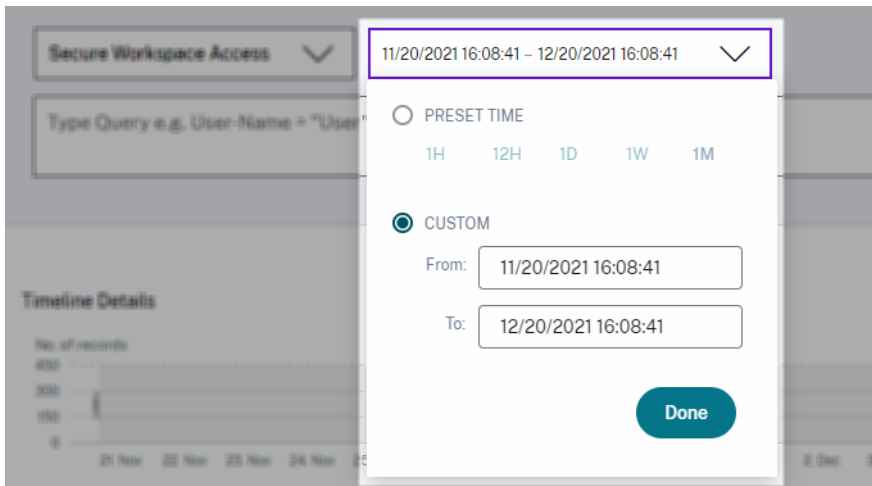 Secure Workspace Access
11/20/2021 16:08:41 – 12/20/2021 16:08:41
Type Query e.g. User-Name = "User"
PRESET TIME
1H 12H 1D 1W 1M
CUSTOM
From: 11/20/2021 16:08:41
To: 12/20/2021 16:08:41
Done
Timeline Details
No. of records
450
300
150
0
21. Nov 22. Nov 23. Nov 24. Nov 2. Dec